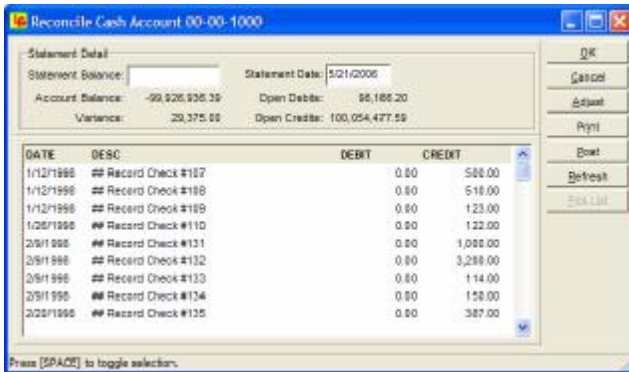 Reconcile Cash Account 00-00-1000
Statement Detail
Statement Balance: Statement Date: 5/21/2006
Account Balance: -99,926,936.39 Open Debits: 98,166.20
Variance: 29,375.00 Open Credits: 100,054,477.59
OK
Cancel
Adjust
Print
Post
Refresh
Pick List
DATE DESC DEBIT CREDIT
1/12/1998 ## Record Check #107 0.00 500.00
1/12/1998 ## Record Check #108 0.00 510.00
1/12/1998 ## Record Check #109 0.00 123.00
1/26/1998 ## Record Check #110 0.00 122.00
2/9/1998 ## Record Check #131 0.00 1,000.00
2/9/1998 ## Record Check #132 0.00 3,200.00
2/9/1998 ## Record Check #133 0.00 114.00
2/9/1998 ## Record Check #134 0.00 150.00
2/20/1998 ## Record Check #135 0.00 387.00
Press [SPACE] to toggle selection.